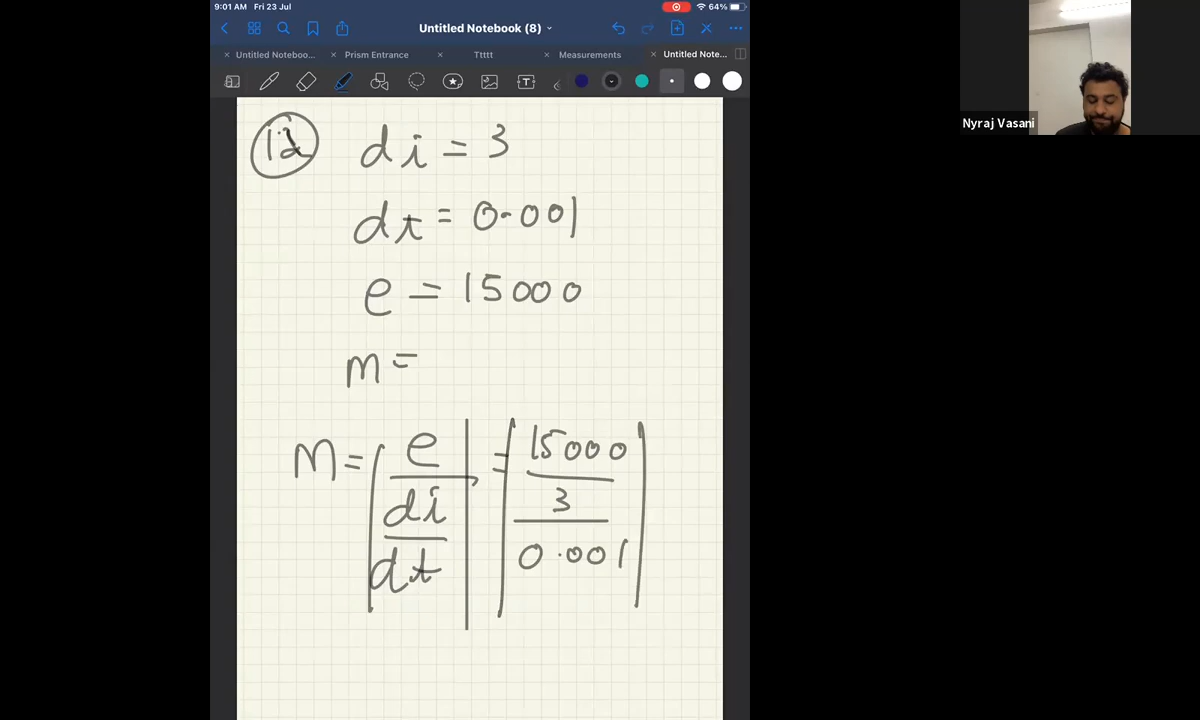 9:01 AM Fri 23 Jul
64%
Untitled Notebook (8)
Untitled Noteboo...
Prism Entrance
Ttttt
Measurements
Untitled Note...
Nyraj Vasani
12 di = 3
dt = 0.001
e = 15000
m =
M = |e/(di/dt)| = |15000/(3/0.001)|